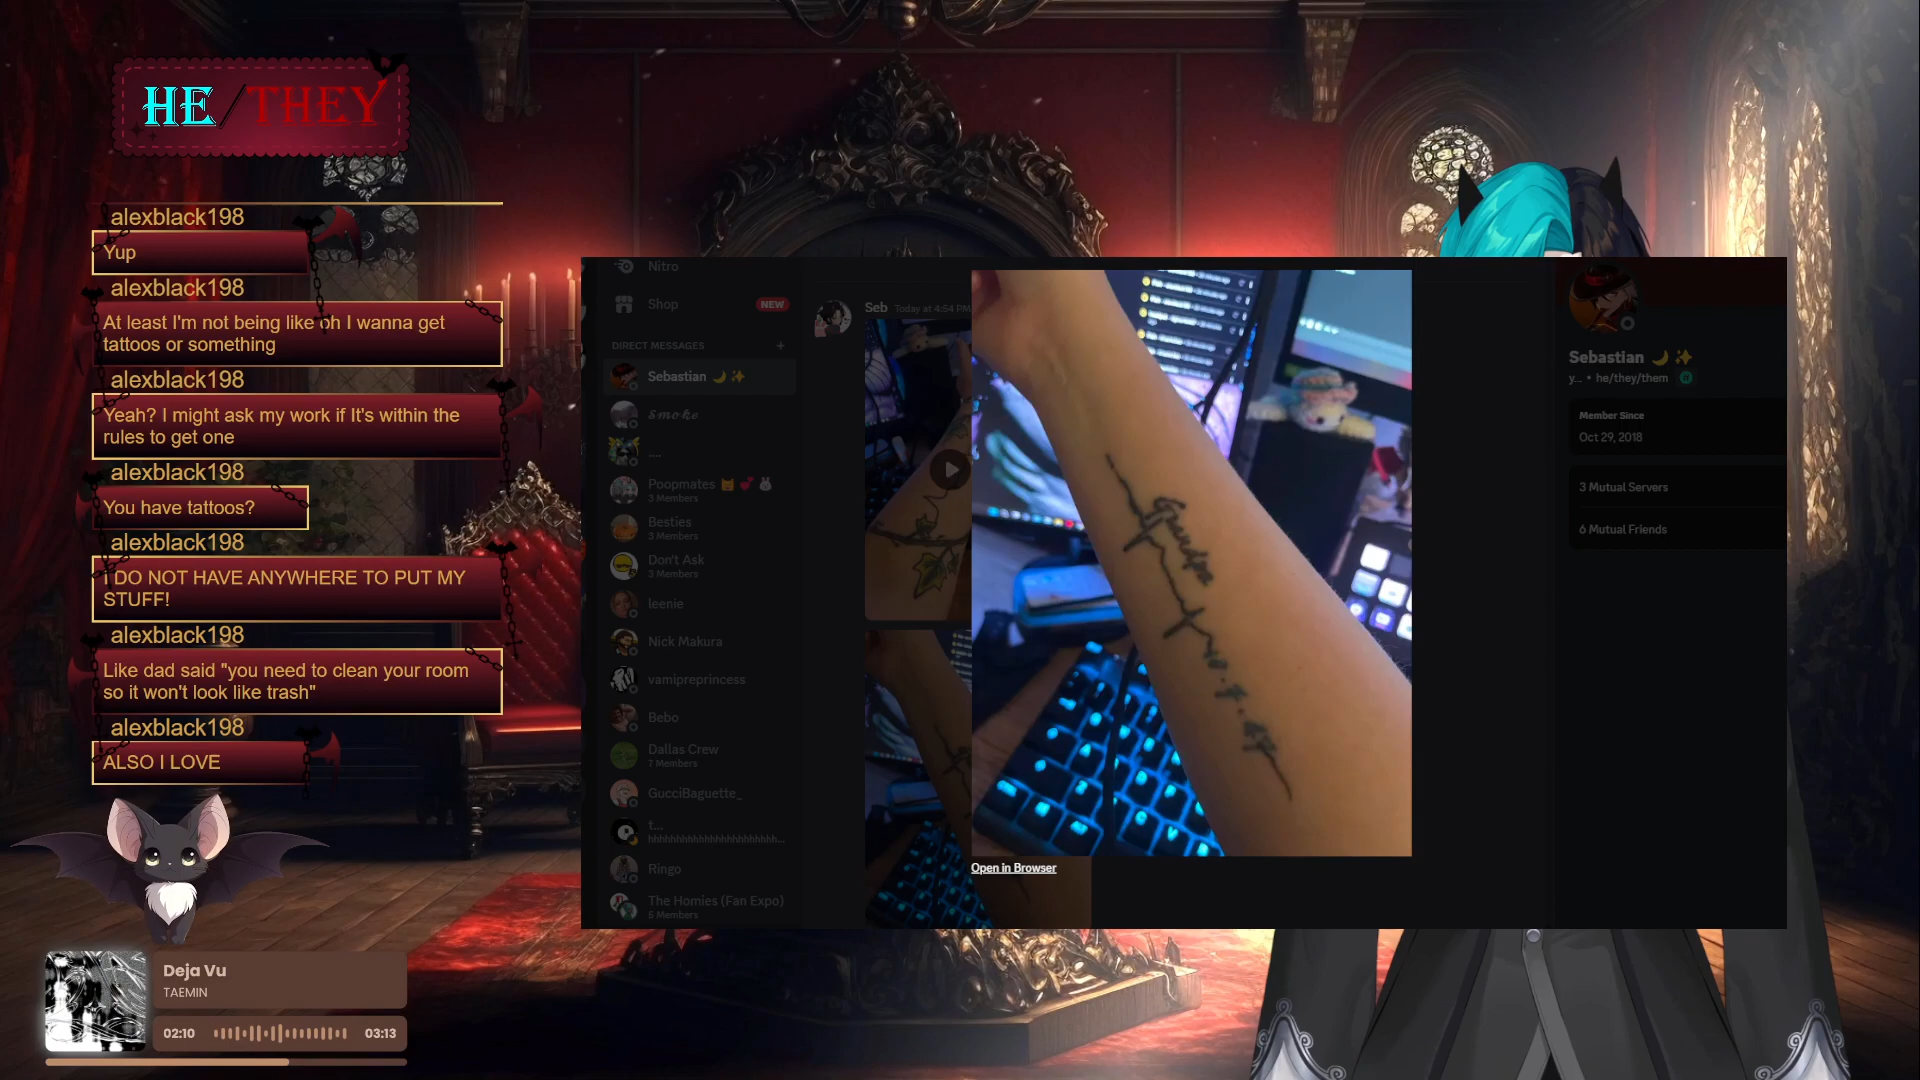 HE/THEY
alexblack198
Yup
alexblack198
At least I'm not being like oh I wanna get
tattoos or something
alexblack198
Yeah? I might ask my work if It's within the
rules to get one
alexblack198
You have tattoos?
alexblack198
I DO NOT HAVE ANYWHERE TO PUT MY
STUFF!
alexblack198
Like dad said "you need to clean your room
so it won't look like trash"
alexblack198
ALSO I LOVE
Deja Vu
TAEMIN
02:10
03:13
Nitro
Shop
NEW
DIRECT MESSAGES
Sebastian 🌙✨
Smoke
....
Poopmates
3 Members
Besties
3 Members
Don't Ask
3 Members
leenie
Nick Makura
vamipreprincess
Bebo
Dallas Crew
7 Members
GucciBaguette_
t...
Ringo
The Homies (Fan Expo)
5 Members
Seb Today at 4:54 PM
Open in Browser
Sebastian 🌙✨
y... • he/they/them
Member Since
Oct 29, 2018
3 Mutual Servers
6 Mutual Friends